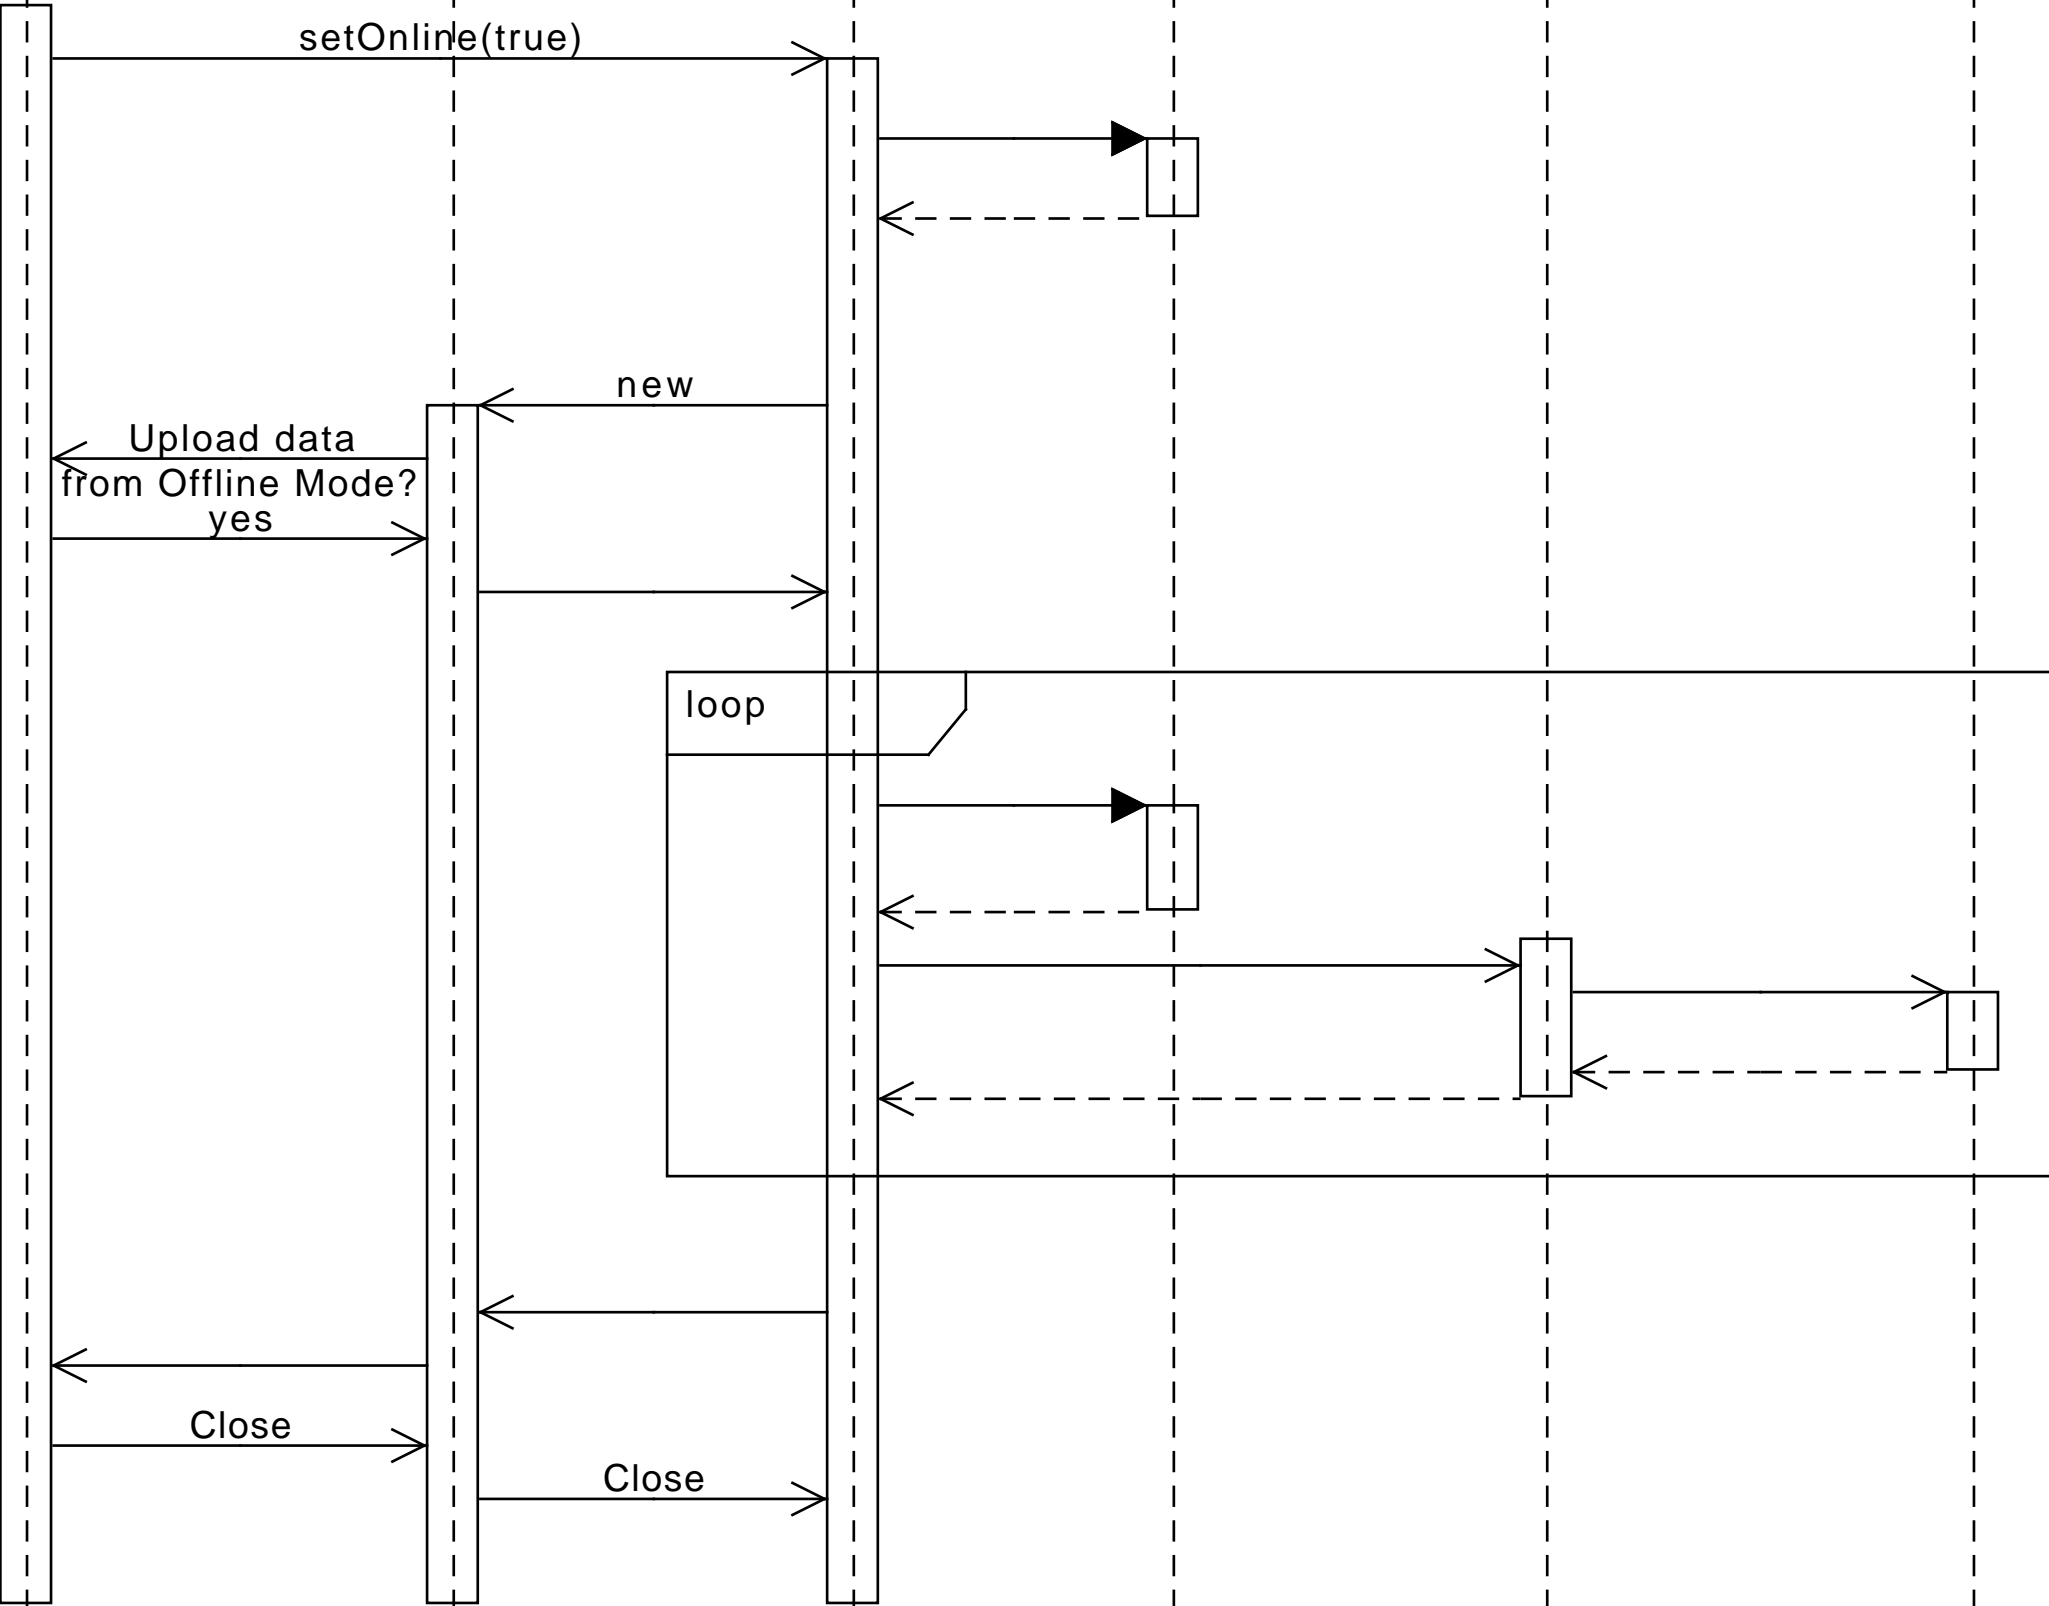 setOnline(true)
new
Upload data
from Offline Mode?
yes
loop
Close
Close